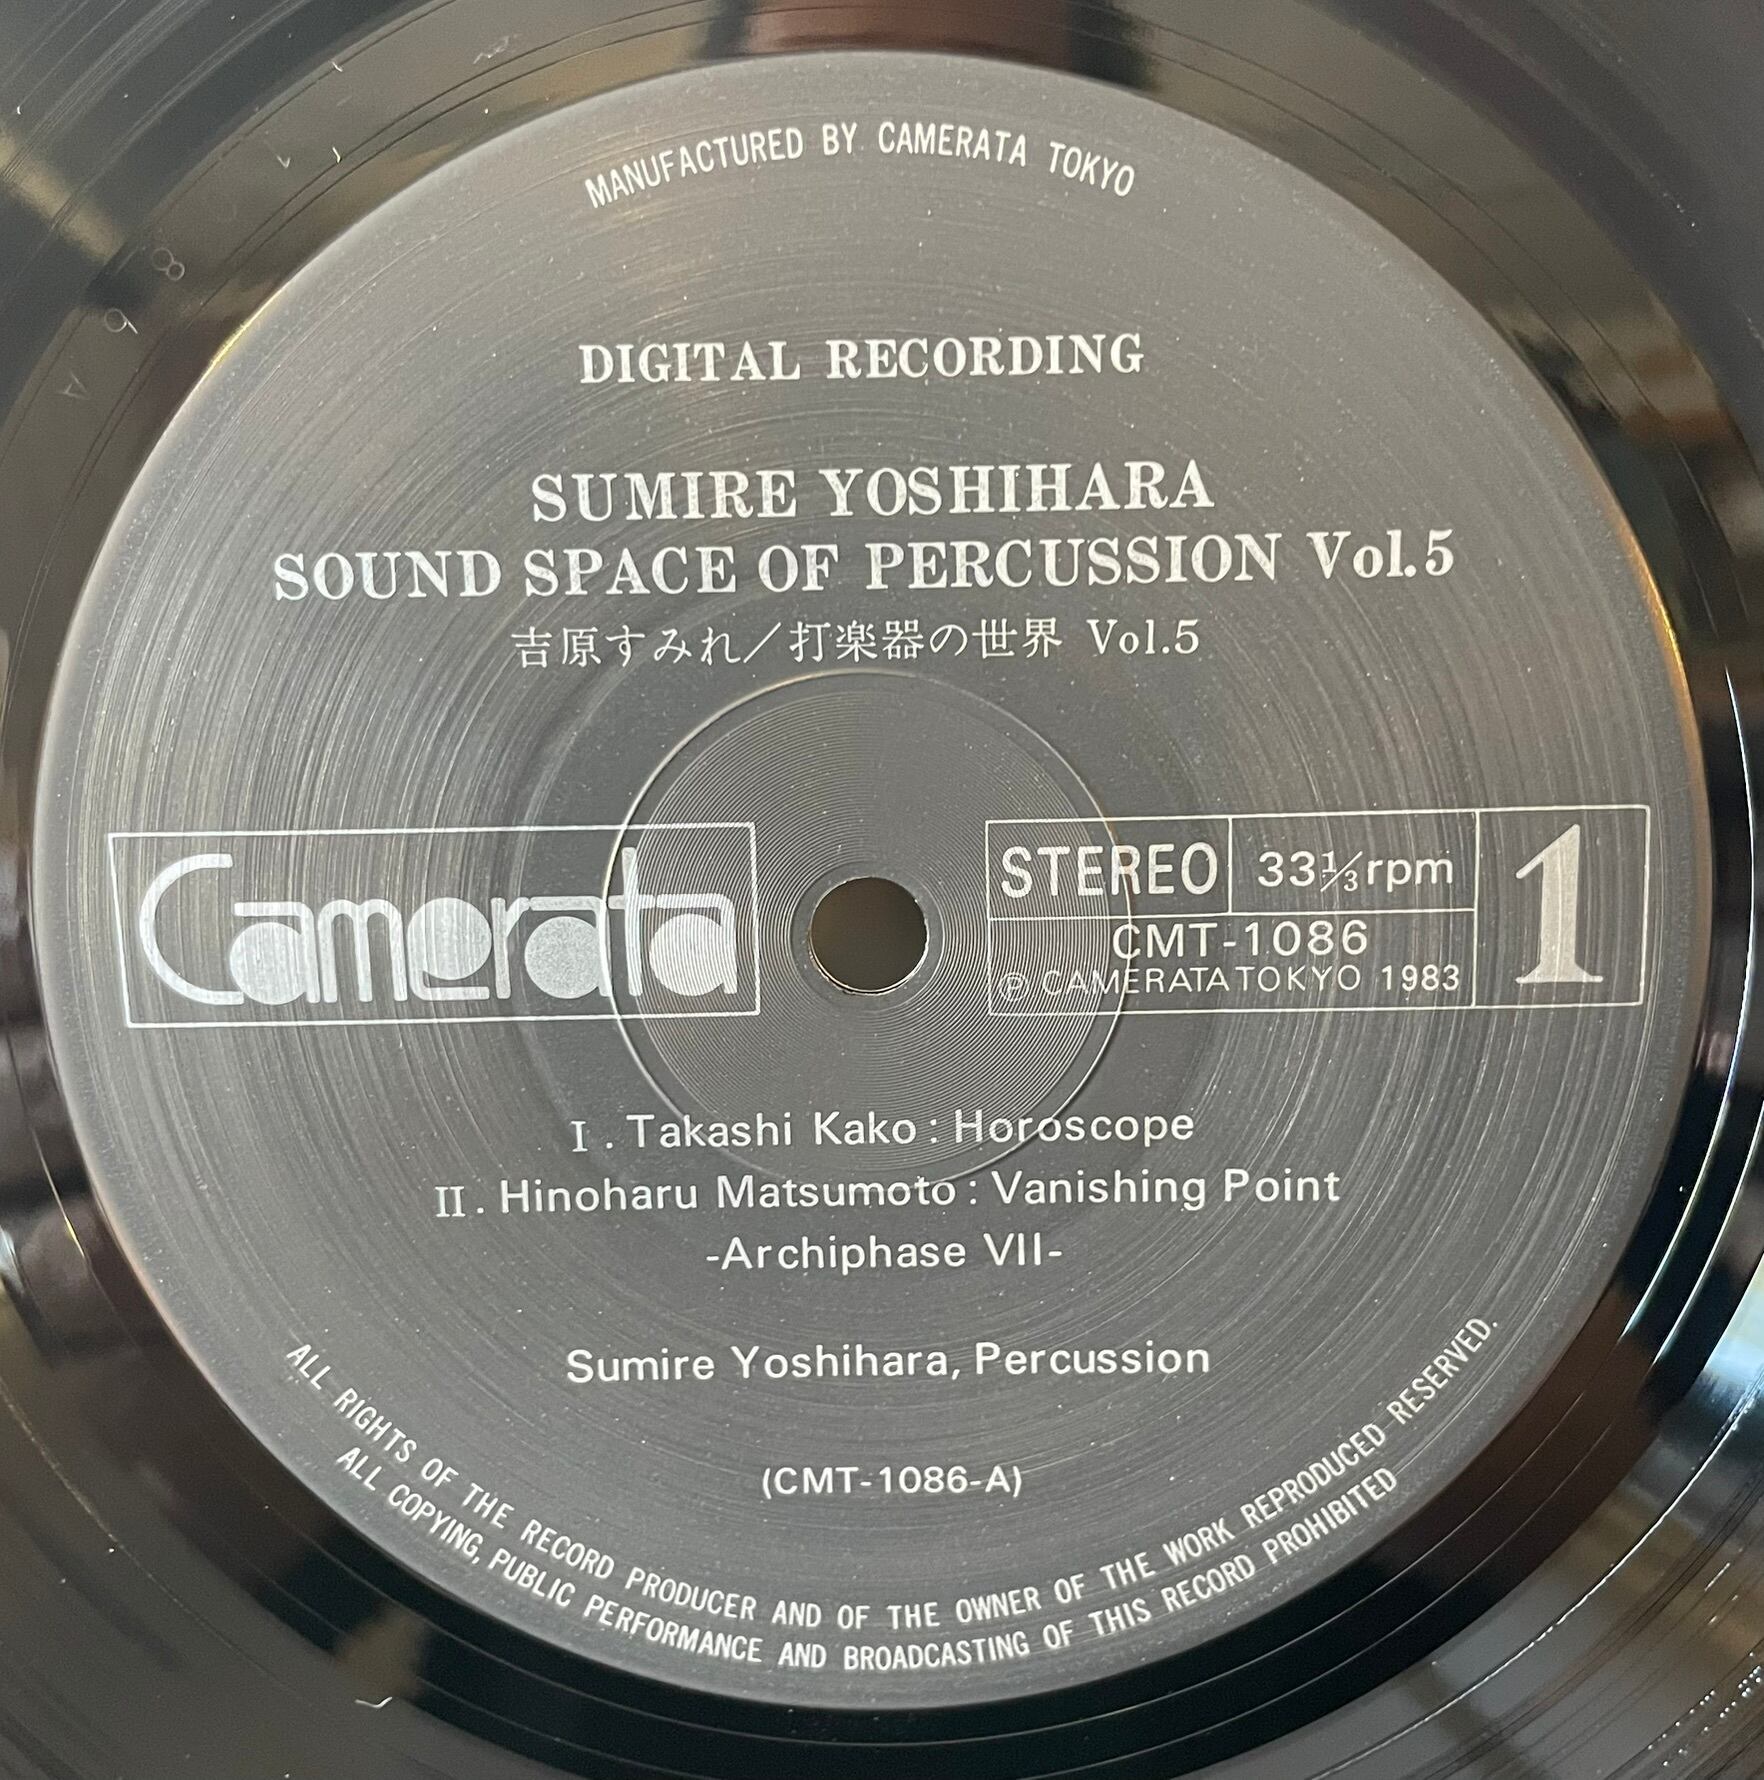 MANUFACTURED BY CAMERATA TOKYO
DIGITAL RECORDING
SUMIRE YOSHIHARA
SOUND SPACE OF PERCUSSION Vol.5
吉原すみれ／打楽器の世界 Vol.5
Camerata
STEREO 33⅓rpm
CMT-1086
Ⓟ CAMERATA TOKYO 1983
1
I. Takashi Kako: Horoscope
II. Hinoharu Matsumoto: Vanishing Point
-Archiphase VII-
Sumire Yoshihara, Percussion
(CMT-1086-A)
ALL RIGHTS OF THE RECORD PRODUCER AND OF THE OWNER OF THE WORK REPRODUCED RESERVED.
ALL COPYING, PUBLIC PERFORMANCE AND BROADCASTING OF THIS RECORD PROHIBITED